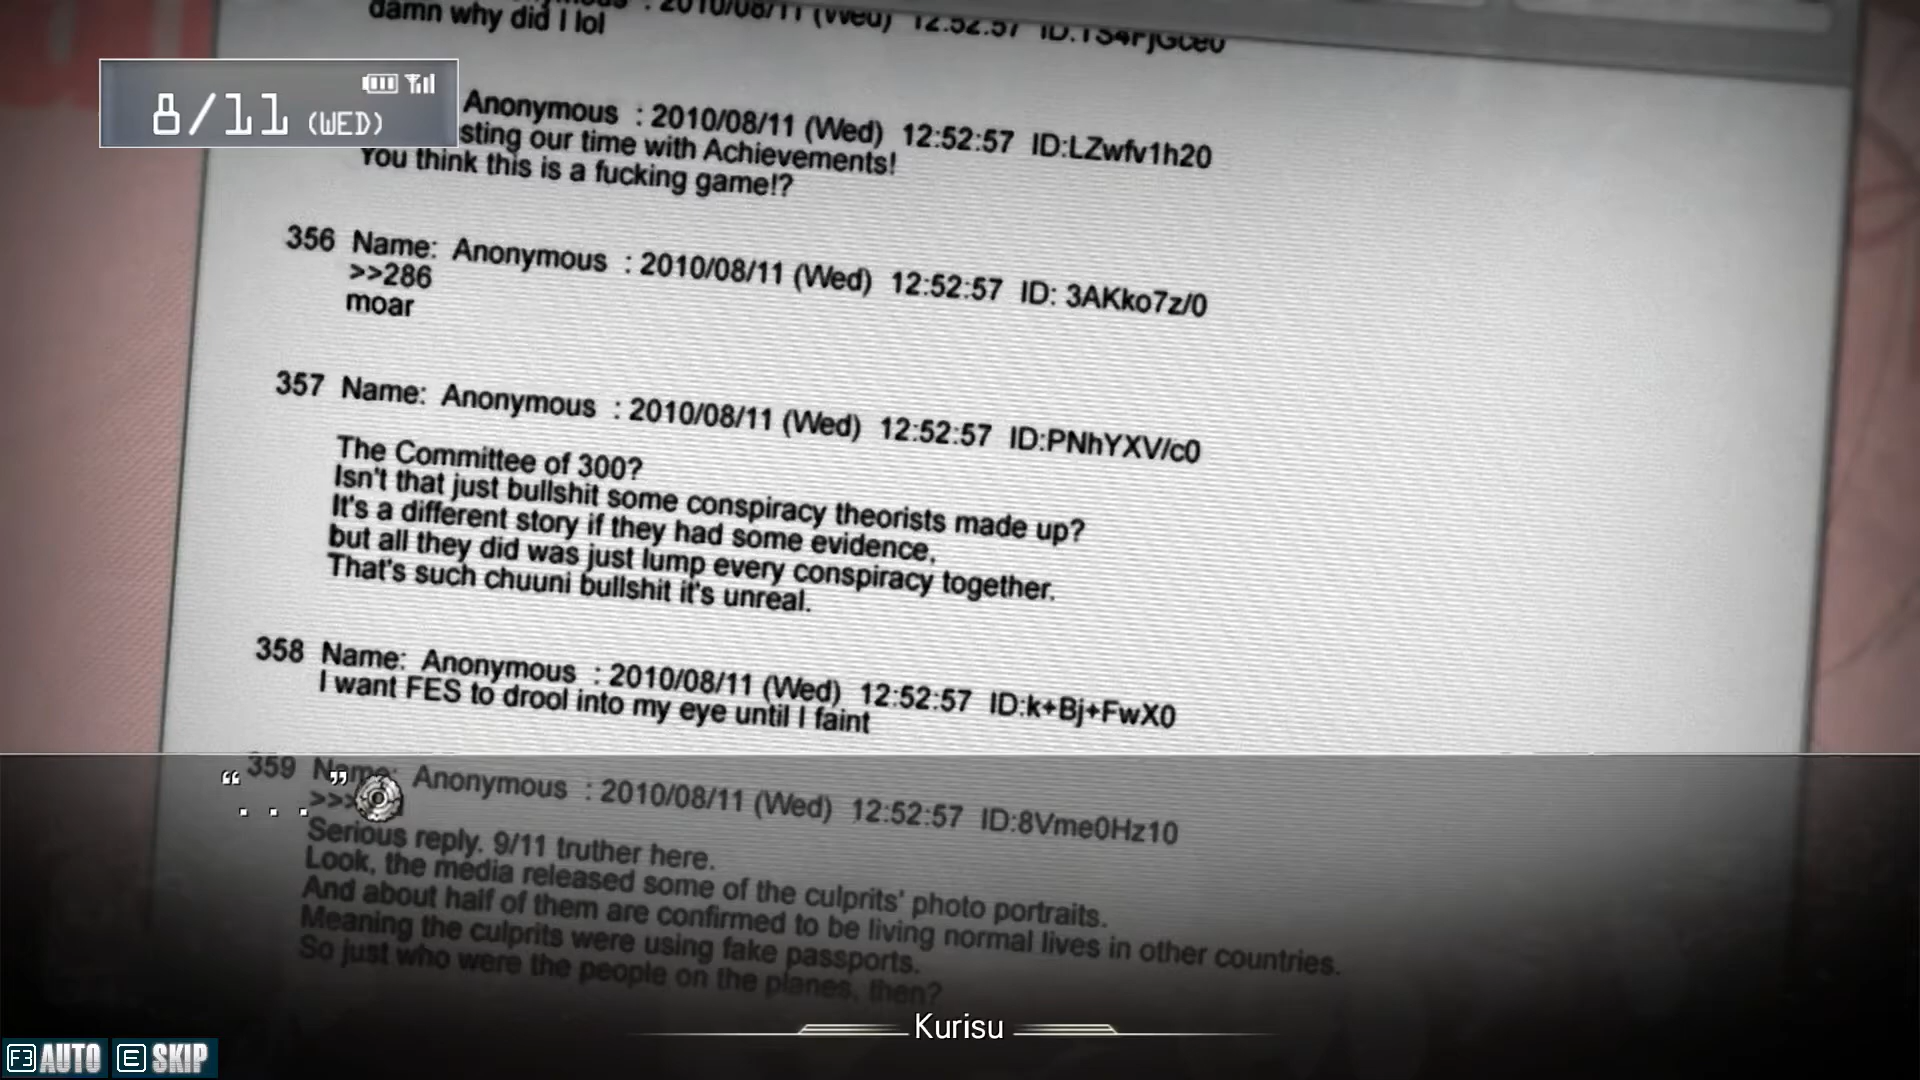 : 2010/08/11 (Wed) 12:52:57
damn why did I lol
8/11 (WED)
Anonymous : 2010/08/11 (Wed) 12:52:57 ID:LZwfv1h20
sting our time with Achievements!
You think this is a fucking game!?
356 Name: Anonymous : 2010/08/11 (Wed) 12:52:57 ID: 3AKko7z/0
>>286
moar
357 Name: Anonymous : 2010/08/11 (Wed) 12:52:57 ID:PNhYXV/c0
The Committee of 300?
Isn't that just bullshit some conspiracy theorists made up?
It's a different story if they had some evidence,
but all they did was just lump every conspiracy together.
That's such chuuni bullshit it's unreal.
358 Name: Anonymous : 2010/08/11 (Wed) 12:52:57 ID:k+Bj+FwX0
I want FES to drool into my eye until I faint
359 Name: Anonymous : 2010/08/11 (Wed) 12:52:57 ID:8Vme0Hz10
>>
Serious reply. 9/11 truther here.
Look, the media released some of the culprits' photo portraits.
And about half of them are confirmed to be living normal lives in other countries.
Meaning the culprits were using fake passports.
So just who were the people on the planes, then?
“...”
Kurisu
F3 AUTO E SKIP